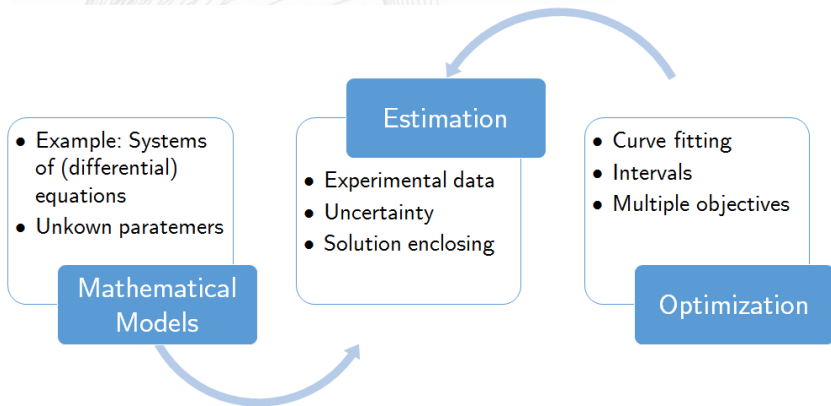 • Example: Systems
of (differential)
equations
• Unkown paratemers
Mathematical
Models
Estimation
• Experimental data
• Uncertainty
• Solution enclosing
• Curve fitting
• Intervals
• Multiple objectives
Optimization